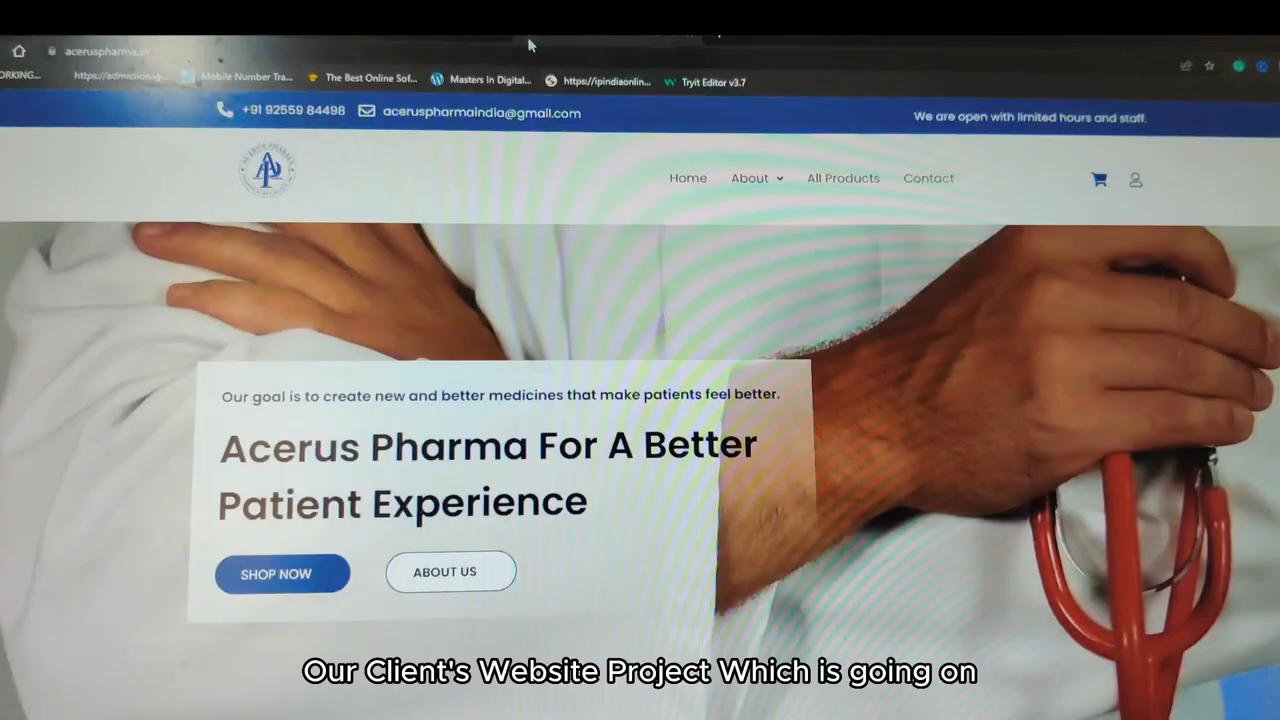 aceruspharma.in
ORKING...
https://admission.ig...
Mobile Number Tra...
The Best Online Sof...
Masters In Digital...
https://ipindiaonlin...
Tryit Editor v3.7
+91 92559 84498
aceruspharmaindia@gmail.com
We are open with limited hours and staff.
Home
About
All Products
Contact
Our goal is to create new and better medicines that make patients feel better.
Acerus Pharma For A Better
Patient Experience
SHOP NOW
ABOUT US
Our Client's Website Project Which is going on